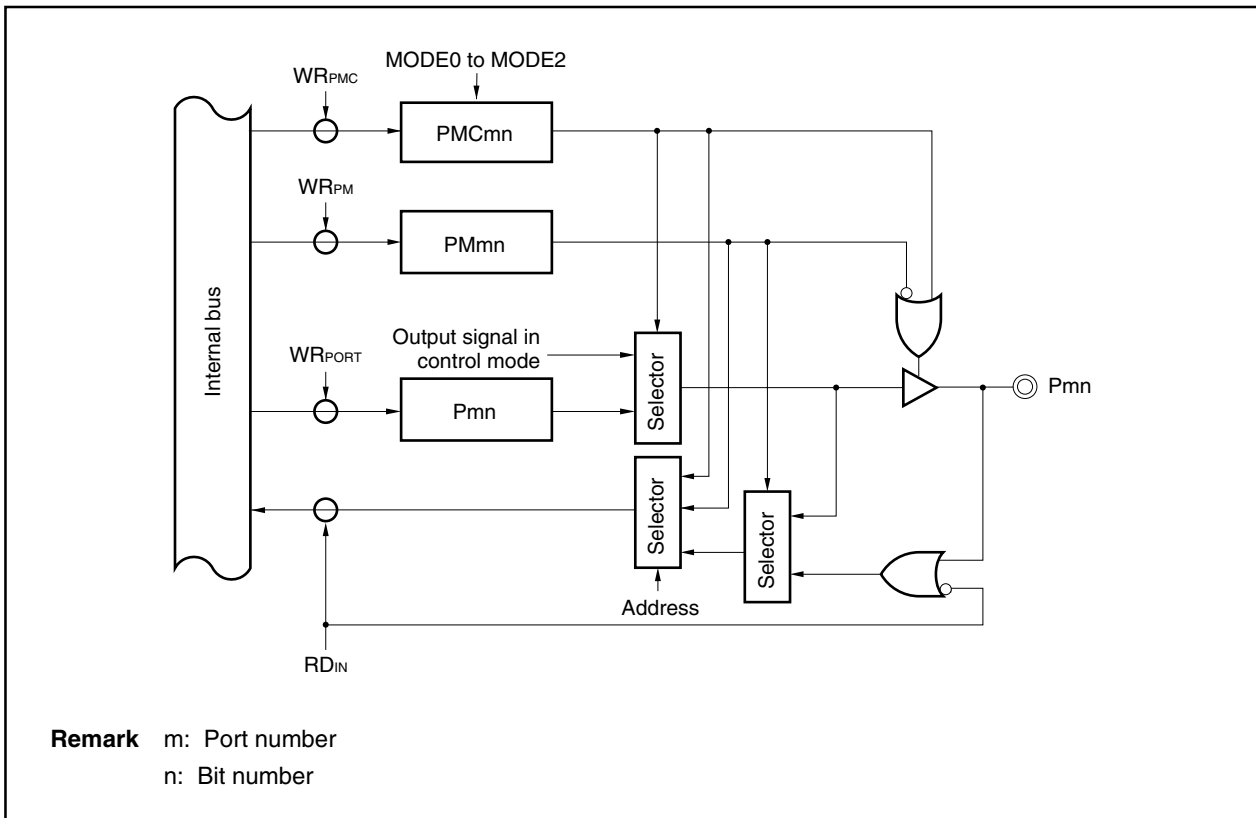 MODE0 to MODE2
WRPMC
PMCmn
WRPM
PMmn
Internal bus
Output signal in
control mode
WRPORT
Pmn
Selector
Pmn
Selector
Selector
Address
RDIN
Remark m: Port number
n: Bit number